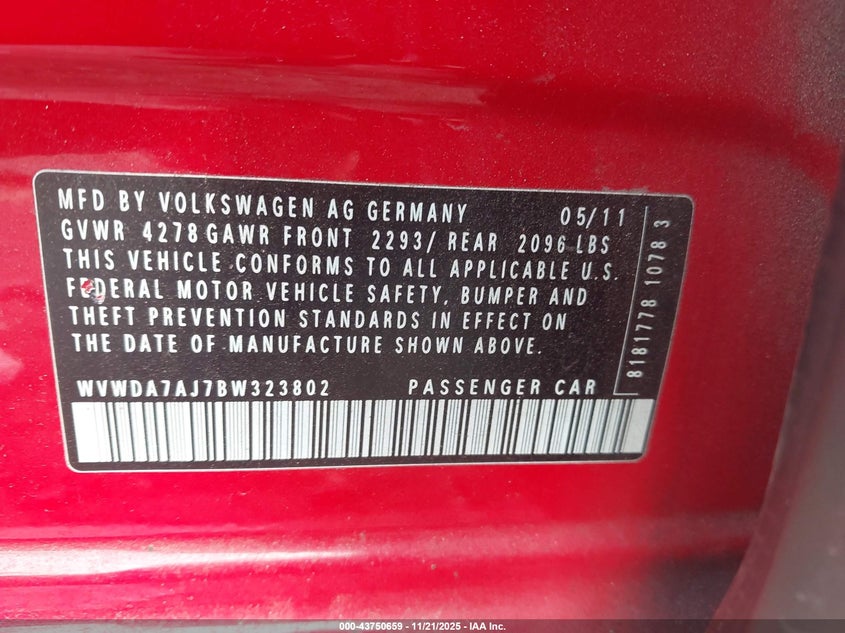 MFD BY VOLKSWAGEN AG GERMANY 05/11
GVWR 4278 GAWR FRONT 2293/ REAR 2096 LBS
THIS VEHICLE CONFORMS TO ALL APPLICABLE U.S.
FEDERAL MOTOR VEHICLE SAFETY, BUMPER AND
THEFT PREVENTION STANDARDS IN EFFECT ON
THE DATE OF MANUFACTURE SHOWN ABOVE.
WVWDA7AJ7BW323802 PASSENGER CAR
8181778 1078 3
000-43750659 - 11/21/2025 - IAA Inc.